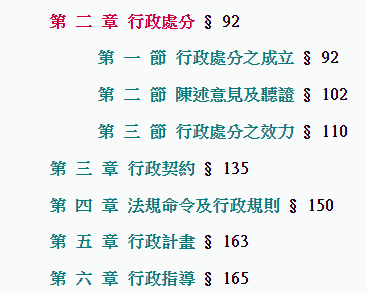 第 二 章 行政處分 § 92
第 一 節 行政處分之成立 § 92
第 二 節 陳述意見及聽證 § 102
第 三 節 行政處分之效力 § 110
第 三 章 行政契約 § 135
第 四 章 法規命令及行政規則 § 150
第 五 章 行政計畫 § 163
第 六 章 行政指導 § 165